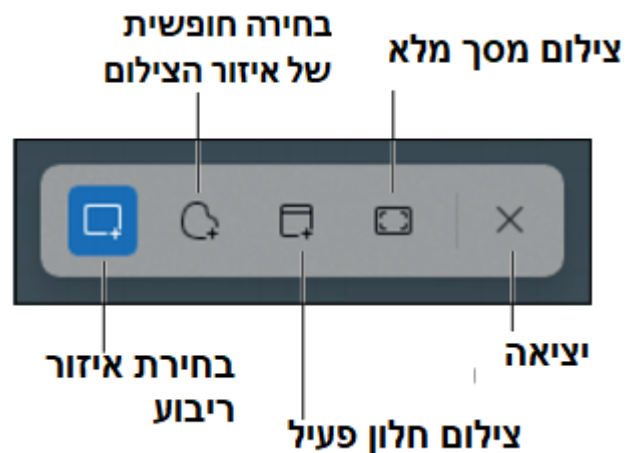 בחירה חופשית
של איזור הצילום
צילום מסך מלא
בחירת איזור
ריבוע
צילום חלון פעיל
יציאה